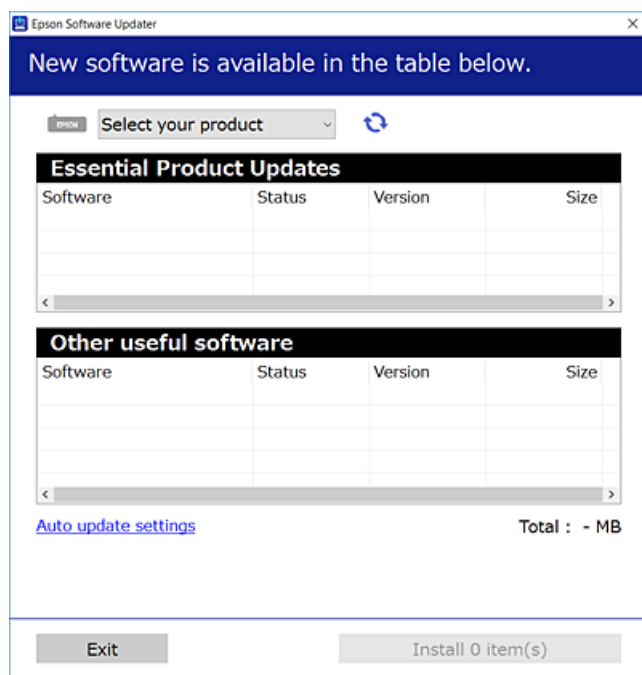 Epson Software Updater
New software is available in the table below.
EPSON Select your product
Essential Product Updates
Software Status Version Size
Other useful software
Software Status Version Size
Auto update settings Total : - MB
Exit Install 0 item(s)